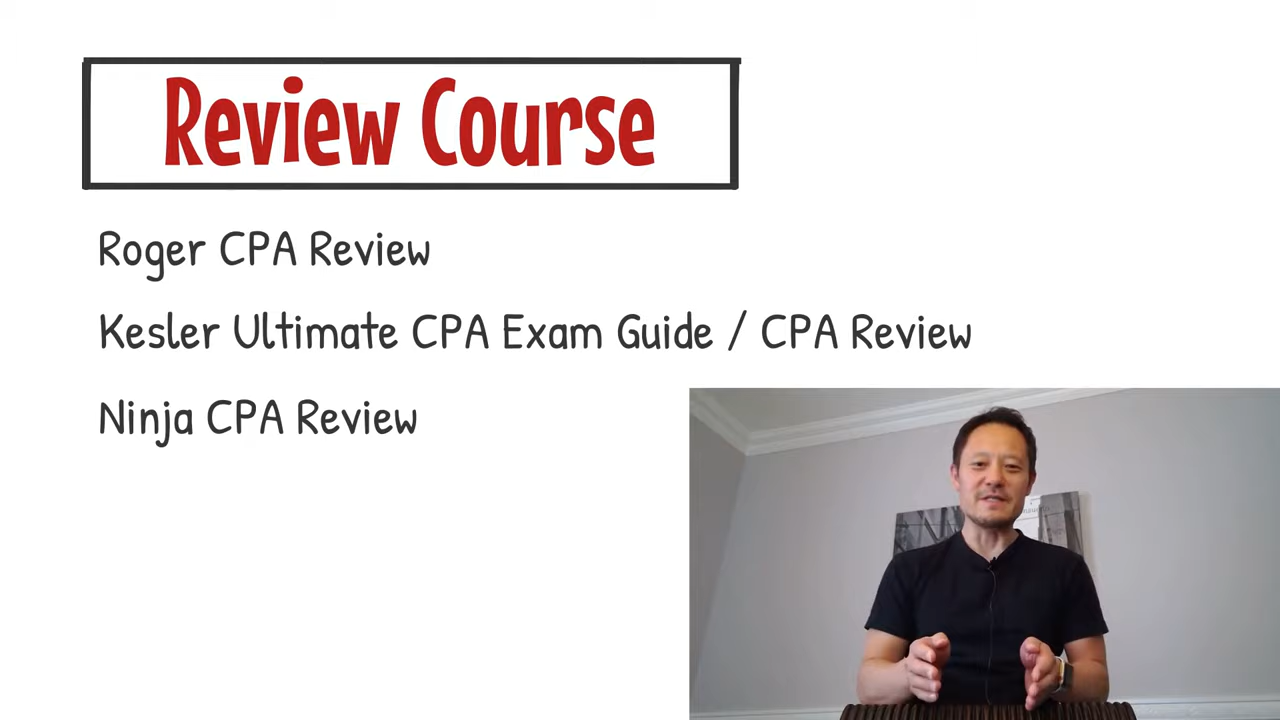 Review Course
Roger CPA Review
Kesler Ultimate CPA Exam Guide / CPA Review
Ninja CPA Review